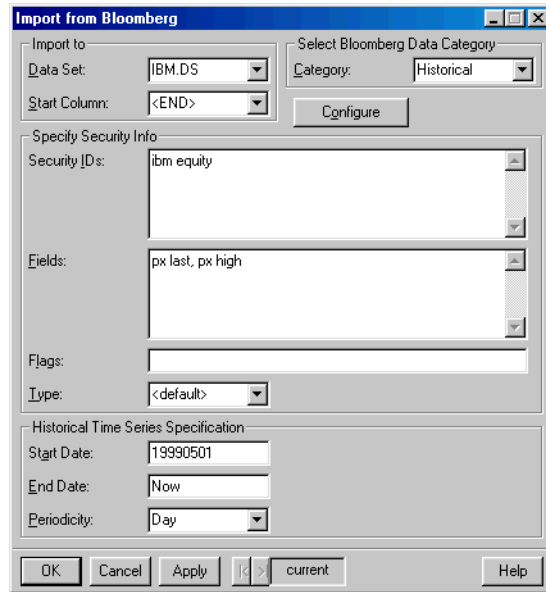 Import from Bloomberg
Import to
Data Set: IBM.DS
Start Column: <END>
Select Bloomberg Data Category
Category: Historical
Configure
Specify Security Info
Security IDs: ibm equity
Fields: px last, px high
Flags:
Type: <default>
Historical Time Series Specification
Start Date: 19990501
End Date: Now
Periodicity: Day
OK Cancel Apply current Help